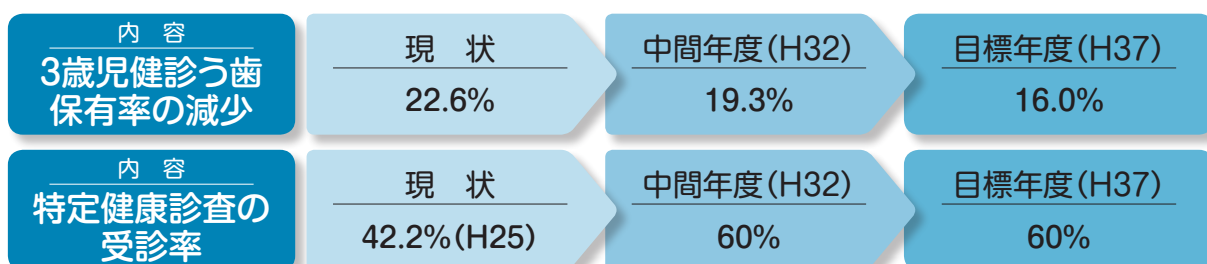 内 容
3歳児健診う歯
保有率の減少
現 状
22.6%
中間年度(H32)
19.3%
目標年度(H37)
16.0%
内 容
特定健康診査の
受診率
現 状
42.2%(H25)
中間年度(H32)
60%
目標年度(H37)
60%